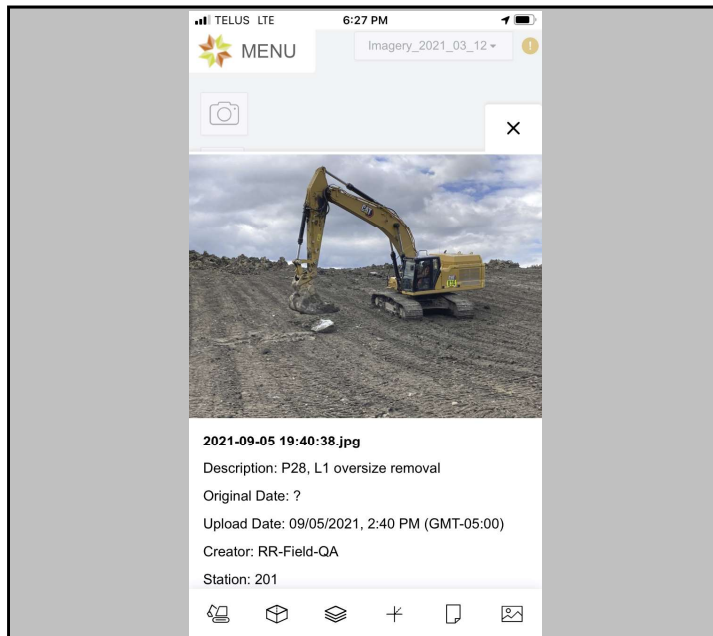 TELUS LTE 6:27 PM
MENU
Imagery_2021_03_12
!
CAT
2021-09-05 19:40:38.jpg
Description: P28, L1 oversize removal
Original Date: ?
Upload Date: 09/05/2021, 2:40 PM (GMT-05:00)
Creator: RR-Field-QA
Station: 201